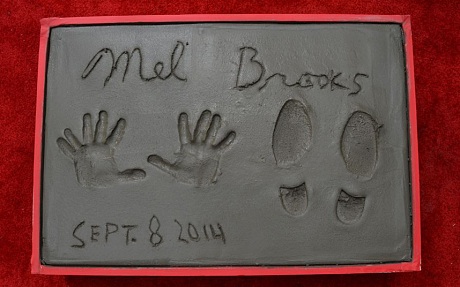 Mel Brooks
SEPT. 8 2014